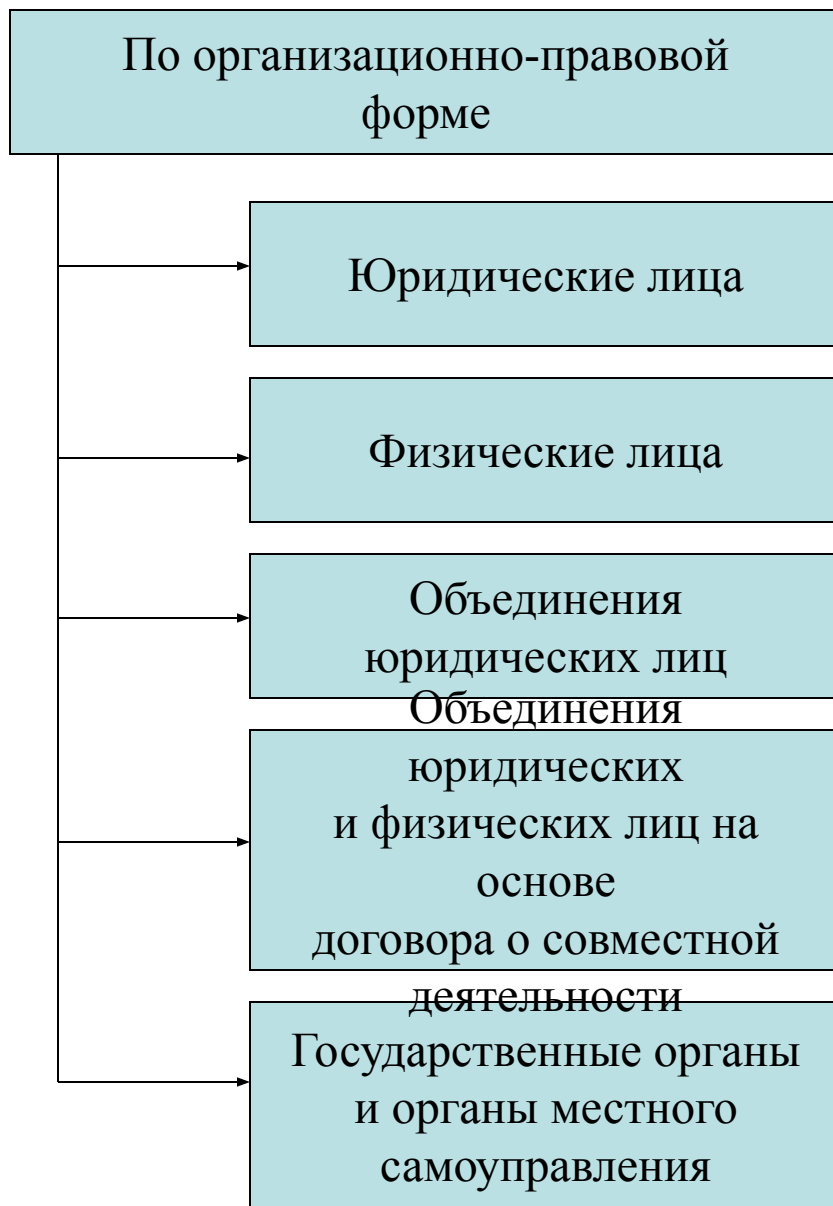 По организационно-правовой
форме
Юридические лица
Физические лица
Объединения
юридических лиц
Объединения
юридических
и физических лиц на
основе
договора о совместной
деятельности
Государственные органы
и органы местного
самоуправления